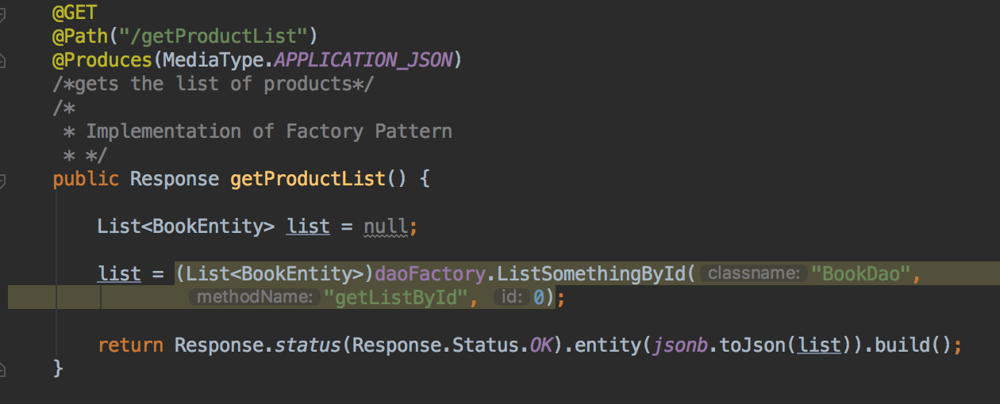 @GET
@Path("/getProductList")
@Produces(MediaType.APPLICATION_JSON)
/*gets the list of products*/
/*
 * Implementation of Factory Pattern
 * */
public Response getProductList() {
List<BookEntity> list = null;
list = (List<BookEntity>)daoFactory.ListSomethingById( classname: "BookDao",
methodName: "getListById", id: 0);
return Response.status(Response.Status.OK).entity(jsonb.toJson(list)).build();
}